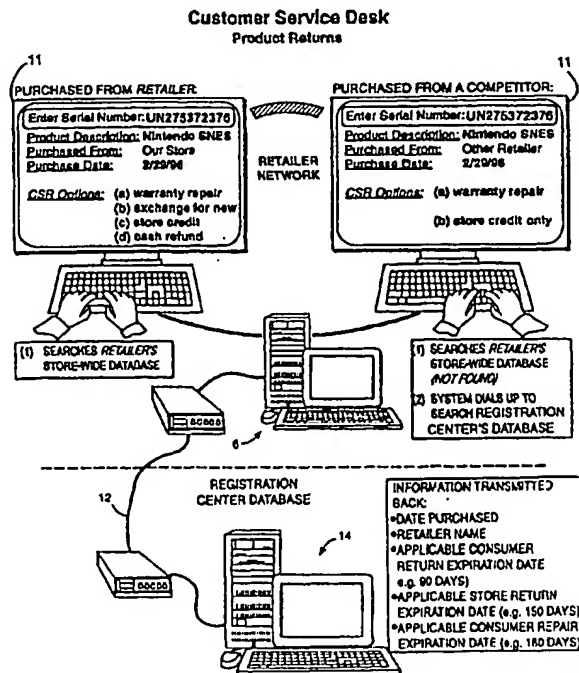 Customer Service Desk
Product Returns
11
11
PURCHASED FROM RETAILER:
Enter Serial Number: UN275372376
Product Description: Nintendo SNES
Purchased From: Our Store
Purchase Date: 2/29/96
CSR Options: (a) warranty repair
(b) exchange for new
(c) store credit
(d) cash refund
RETAILER
NETWORK
PURCHASED FROM A COMPETITOR:
Enter Serial Number: UN275372376
Product Description: Nintendo SNES
Purchased From: Other Retailer
Purchase Date: 2/29/96
CSR Options: (a) warranty repair
(b) store credit only
(1) SEARCHES RETAILER'S
STORE-WIDE DATABASE
(1) SEARCHES RETAILER'S
STORE-WIDE DATABASE
(NOT FOUND)
(2) SYSTEM DIALS UP TO
SEARCH REGISTRATION
CENTER'S DATABASE
6
12
REGISTRATION
CENTER DATABASE
14
INFORMATION TRANSMITTED
BACK:
•DATE PURCHASED
•RETAILER NAME
•APPLICABLE CONSUMER
RETURN EXPIRATION DATE
e.g. 90 DAYS)
•APPLICABLE STORE RETURN
EXPIRATION DATE (e.g. 150 DAYS)
•APPLICABLE CONSUMER REPAIR
EXPIRATION DATE (e.g. 180 DAYS)